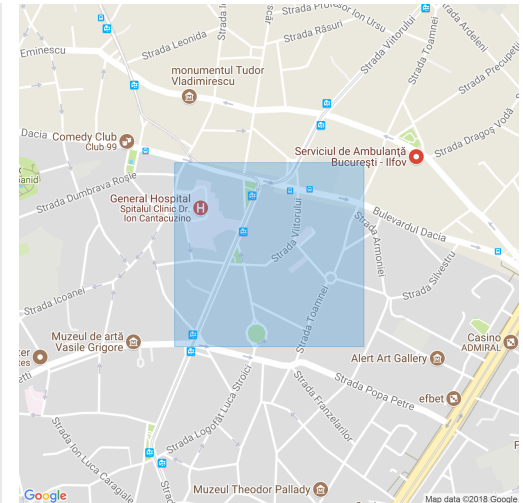 Strada Profesor Ion Ursu
Strada Viitorului
Strada Ardeleni
Strada Toamnei
Strada Răsuri
Strada Leonida
Eminescu
Strada Precupeții
monumentul Tudor
Vladimirescu
Strada Dragoș Vodă
Dacia
Comedy Club
Club 99
Serviciul de Ambulanță
București - Ilfov
Strada Dumbrava Roșie
General Hospital
Spitalul Clinic Dr.
Ion Cantacuzino
H
Bulevardul Dacia
Strada Viitorului
Strada Armoniei
Strada Silvestru
Strada Icoanei
Strada Toamnei
Muzeul de artă
Vasile Grigore
Casino
ADMIRAL
Alert Art Gallery
Strada Logofăt Luca Stroici
Strada Popa Petre
efbet
Strada Franzelarilor
Strada Ion Luca Caragiale
Muzeul Theodor Pallady
Google
Map data ©2018 Google